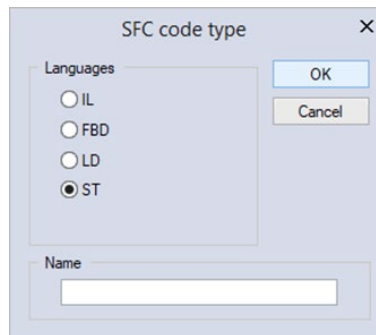 SFC code type
Languages
OK
IL
Cancel
FBD
LD
ST
Name